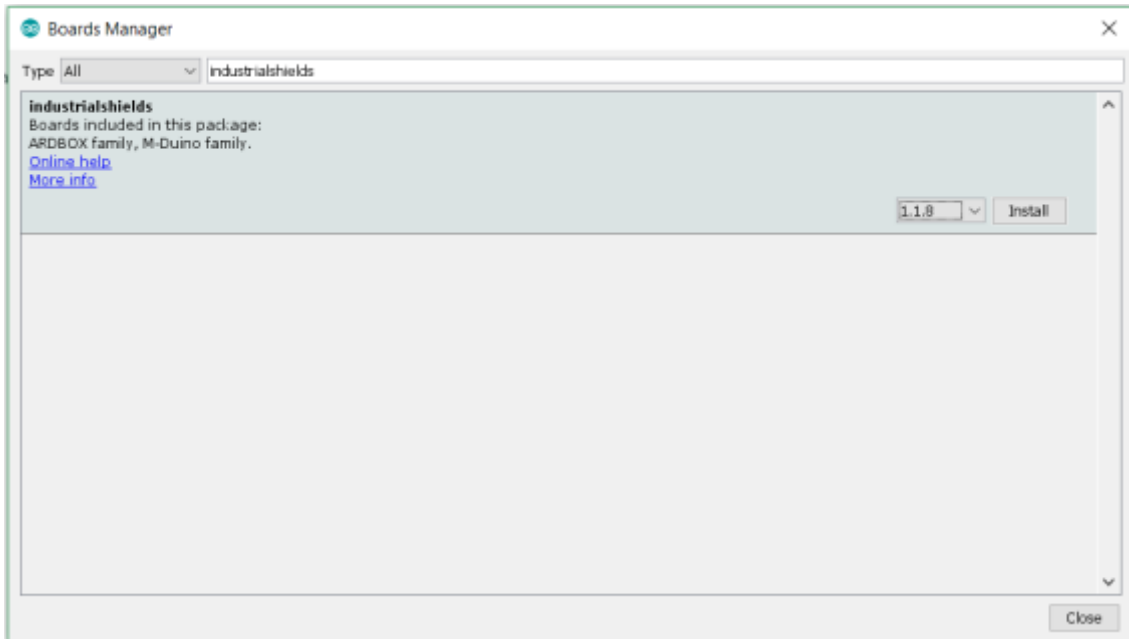 Boards Manager
Type All industrialshields
industrialshields
Boards included in this package:
ARDBOX family, M-Duino family.
Online help
More info
1.1.8 Install
Close